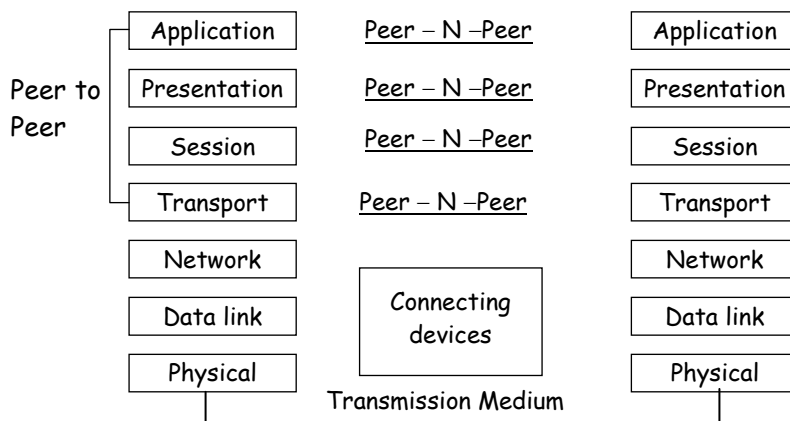 Application Peer – N –Peer Application
Peer to
Peer
Presentation Peer – N –Peer Presentation
Session Peer – N –Peer Session
Transport Peer – N –Peer Transport
Network Network
Connecting
devices
Data link Data link
Physical Physical
Transmission Medium